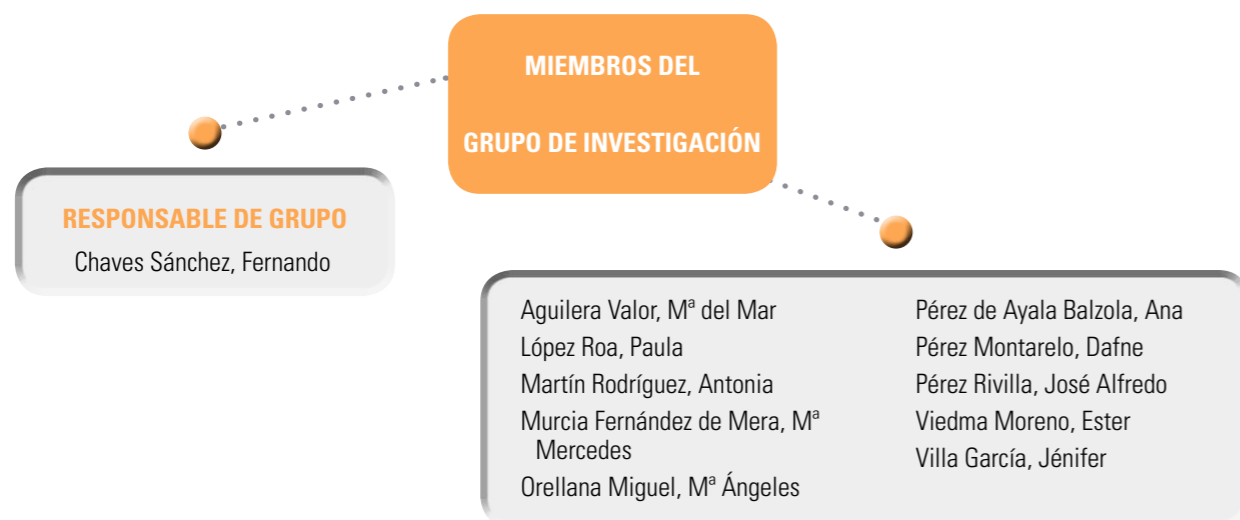 MIEMBROS DEL
GRUPO DE INVESTIGACIÓN
RESPONSABLE DE GRUPO
Chaves Sánchez, Fernando
Aguilera Valor, Mª del Mar
López Roa, Paula
Martín Rodríguez, Antonia
Murcia Fernández de Mera, Mª
Mercedes
Orellana Miguel, Mª Ángeles
Pérez de Ayala Balzola, Ana
Pérez Montarelo, Dafne
Pérez Rivilla, José Alfredo
Viedma Moreno, Ester
Villa García, Jénifer